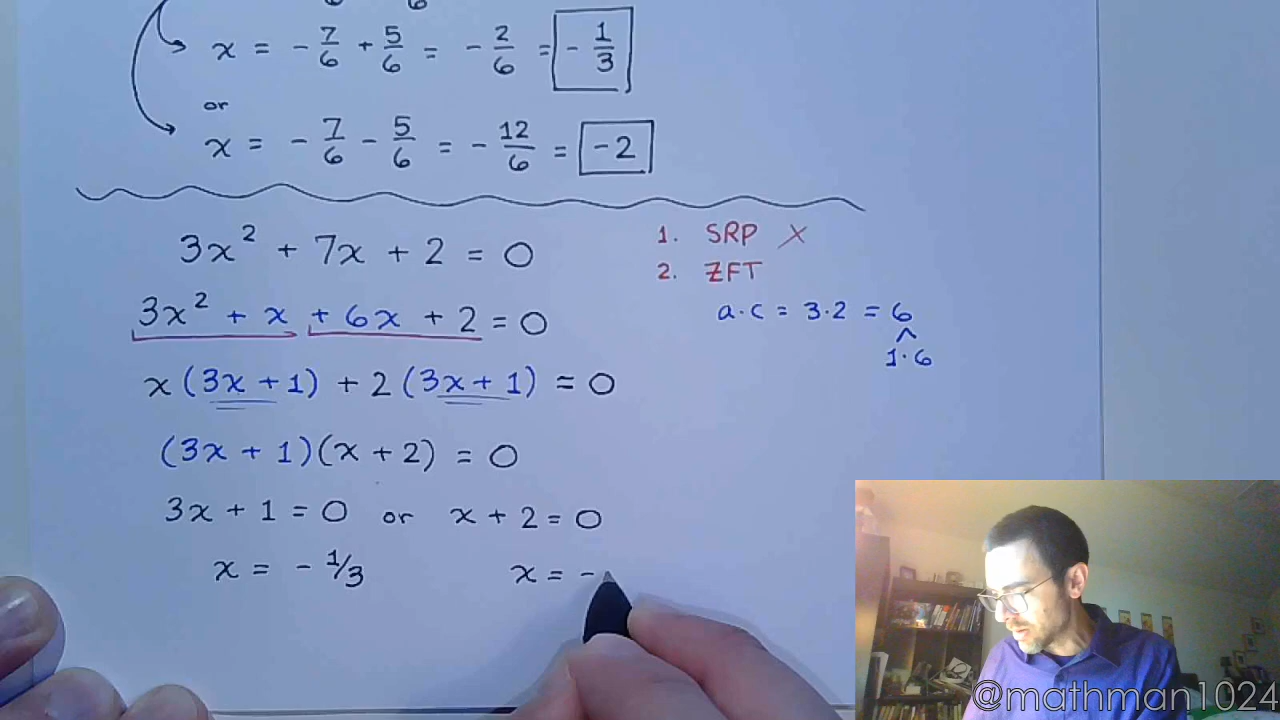 x = - 7/6 + 5/6 = - 2/6 = - 1/3
or
x = - 7/6 - 5/6 = - 12/6 = -2
3x² + 7x + 2 = 0
1. SRP X
2. ZFT
3x² + x + 6x + 2 = 0
a·c = 3·2 = 6
1·6
x(3x + 1) + 2(3x + 1) = 0
(3x + 1)(x + 2) = 0
3x + 1 = 0 or x + 2 = 0
x = - 1/3 x = -
@mathman1024